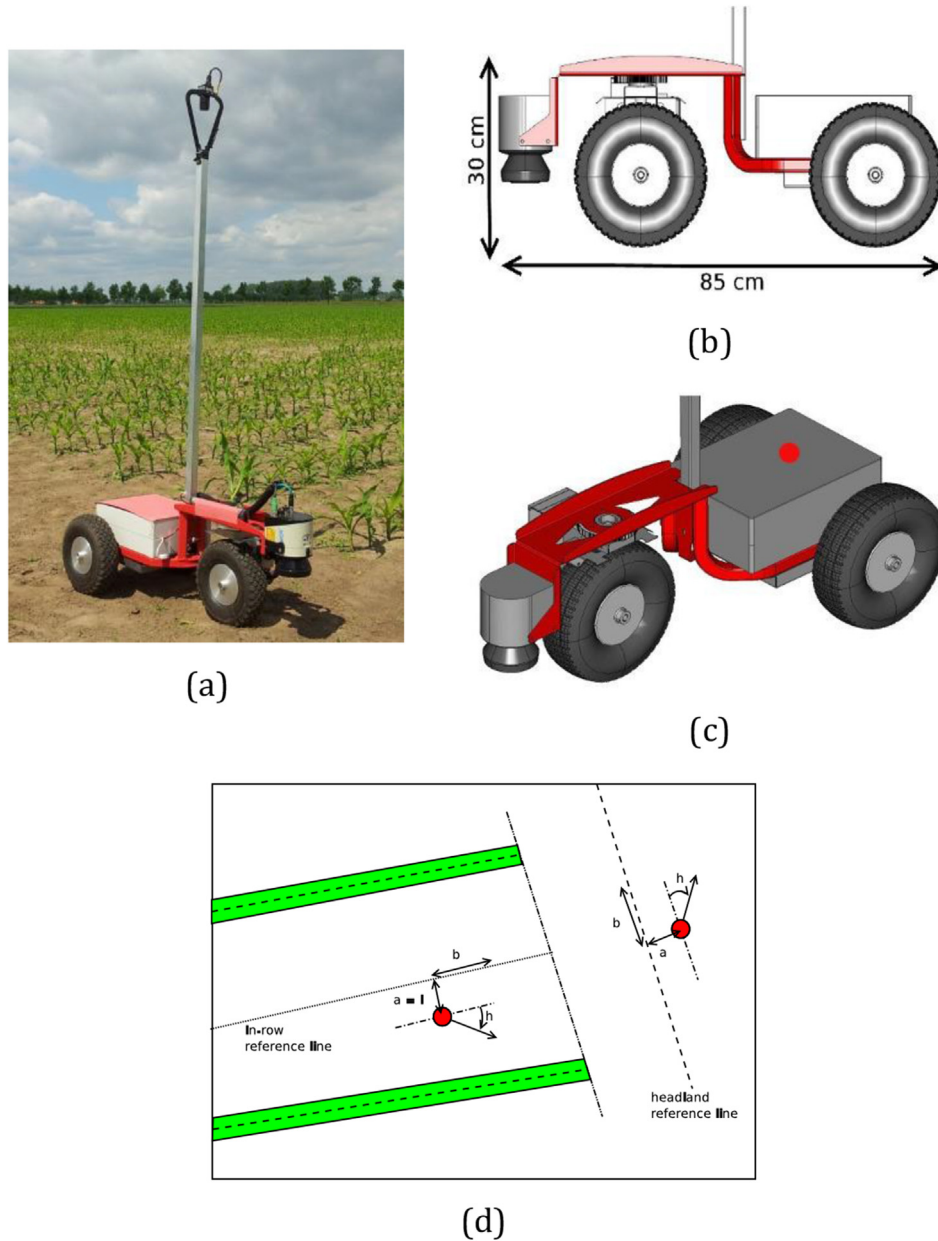 (a)
30 cm
85 cm
(b)
(c)
h
b
a
b
a = l
h
In-row
reference line
headland
reference line
(d)